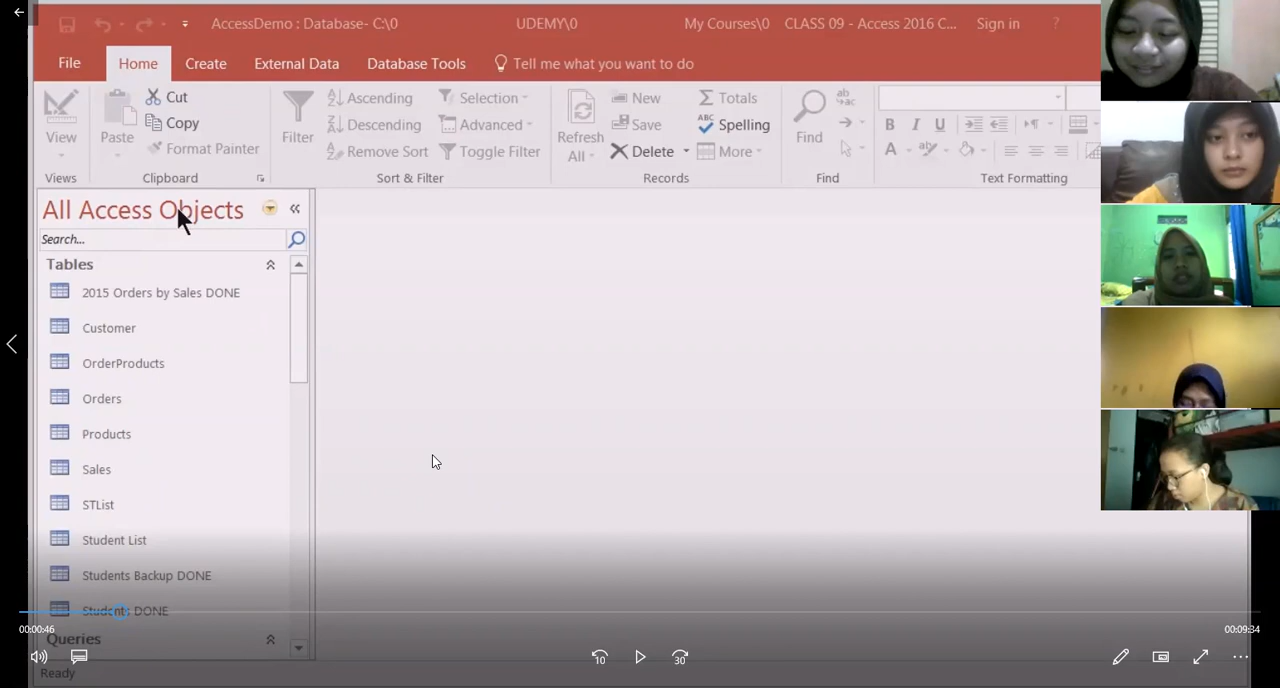 AccessDemo : Database- C:\0 UDEMY\0 My Courses\0 CLASS 09 - Access 2016 C... Sign in ?
File Home Create External Data Database Tools Tell me what you want to do
View
Views
Paste
Cut
Copy
Format Painter
Clipboard
Filter
Ascending
Descending
Remove Sort
Selection
Advanced
Toggle Filter
Sort & Filter
Refresh
All
New
Save
Delete
Totals
Spelling
More
Records
Find
Find
B I U
A
Text Formatting
All Access Objects
Search...
Tables
2015 Orders by Sales DONE
Customer
OrderProducts
Orders
Products
Sales
STList
Student List
Students Backup DONE
Students DONE
Queries
Ready
00:00:46
00:09:34
10
30